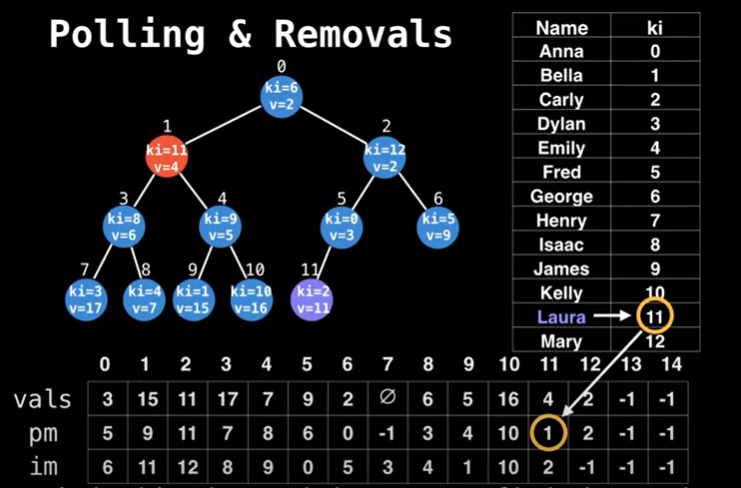 Polling & Removals
Name ki
Anna 0
Bella 1
Carly 2
Dylan 3
Emily 4
Fred 5
George 6
Henry 7
Isaac 8
James 9
Kelly 10
Laura 11
Mary 12
0
ki=6
v=2
1 2
ki=11 ki=12
v=4 v=2
3 4 5 6
ki=8 ki=9 ki=0 ki=5
v=6 v=5 v=3 v=9
7 8 9 10 11
ki=3 ki=4 ki=1 ki=10 ki=2
v=17 v=7 v=15 v=16 v=11
0 1 2 3 4 5 6 7 8 9 10 11 12 13 14
vals 3 15 11 17 7 9 2 ∅ 6 5 16 4 2 -1 -1
pm 5 9 11 7 8 6 0 -1 3 4 10 1 2 -1 -1
im 6 11 12 8 9 0 5 3 4 1 10 2 -1 -1 -1